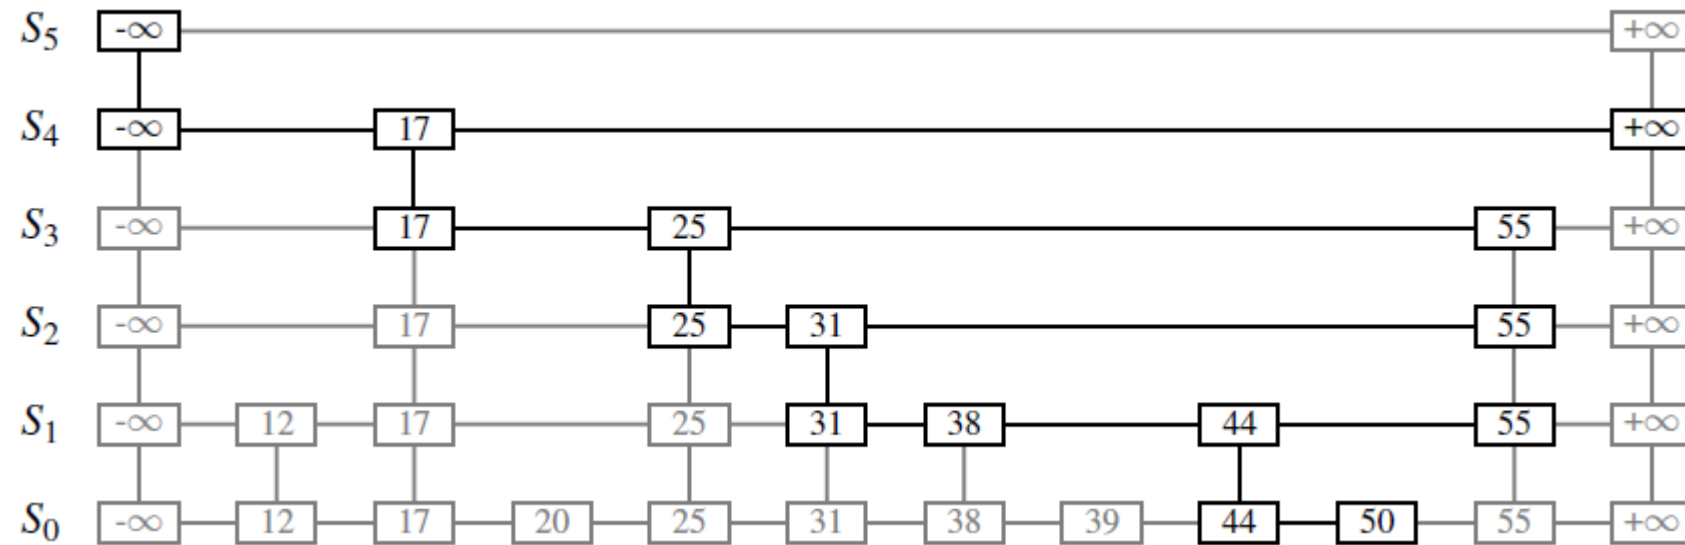 S5 -∞ +∞
S4 -∞ 17 +∞
S3 -∞ 17 25 55 +∞
S2 -∞ 17 25 31 55 +∞
S1 -∞ 12 17 25 31 38 44 55 +∞
S0 -∞ 12 17 20 25 31 38 39 44 50 55 +∞